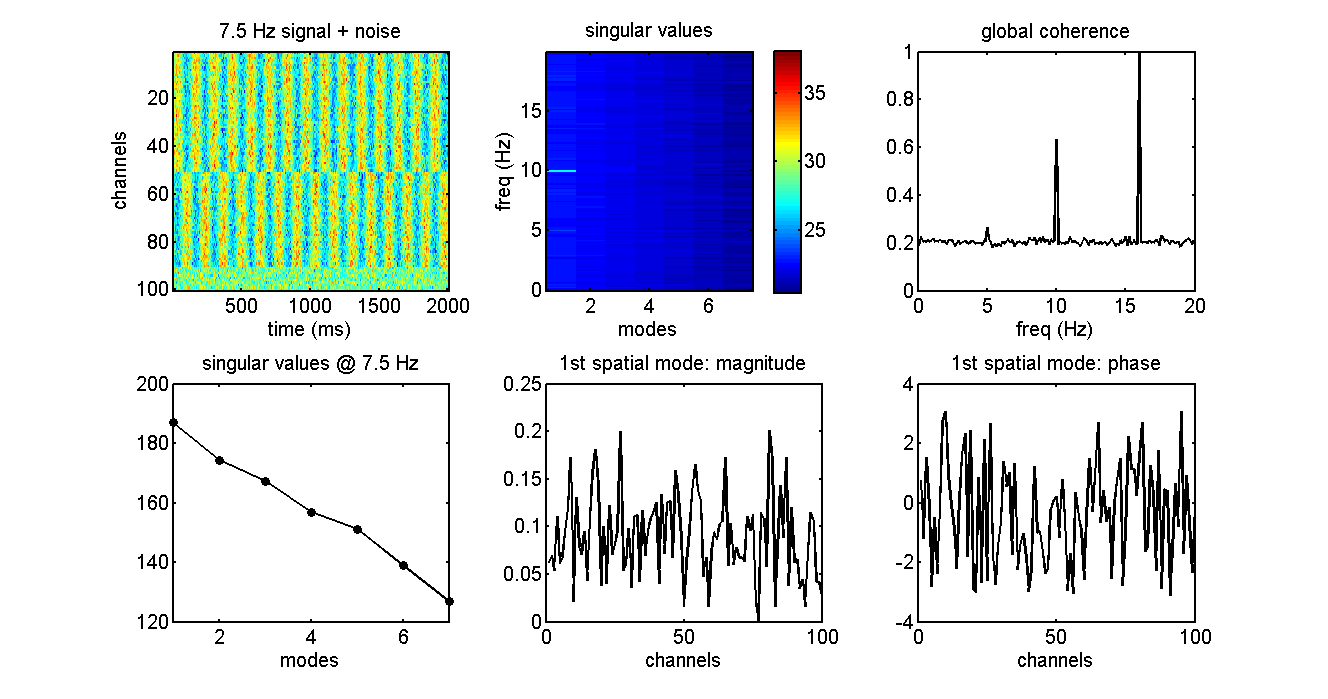 7.5 Hz signal + noise
channels
20
40
60
80
100
500 1000 1500 2000
time (ms)
singular values
freq (Hz)
15
10
5
0
2 4 6
modes
35
30
25
global coherence
1
0.8
0.6
0.4
0.2
0
0 5 10 15 20
freq (Hz)
singular values @ 7.5 Hz
200
180
160
140
120
2 4 6
modes
1st spatial mode: magnitude
0.25
0.2
0.15
0.1
0.05
0
0 50 100
channels
1st spatial mode: phase
4
2
0
-2
-4
0 50 100
channels